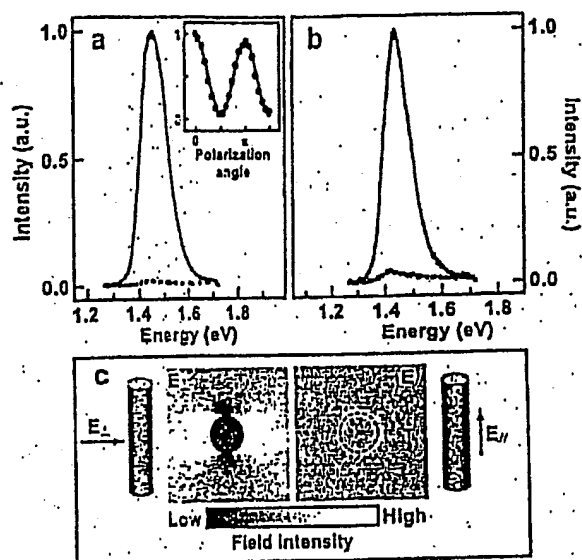 a
1.0
0.5
0.0
Intensity (a.u.)
1
0
π
Polarization
angle
1.2 1.4 1.6 1.8
Energy (eV)
b
1.0
0.5
0.0
Intensity (a.u.)
1.2 1.4 1.6 1.8
Energy (eV)
c
E⊥
E
E
E//
Low High
Field Intensity